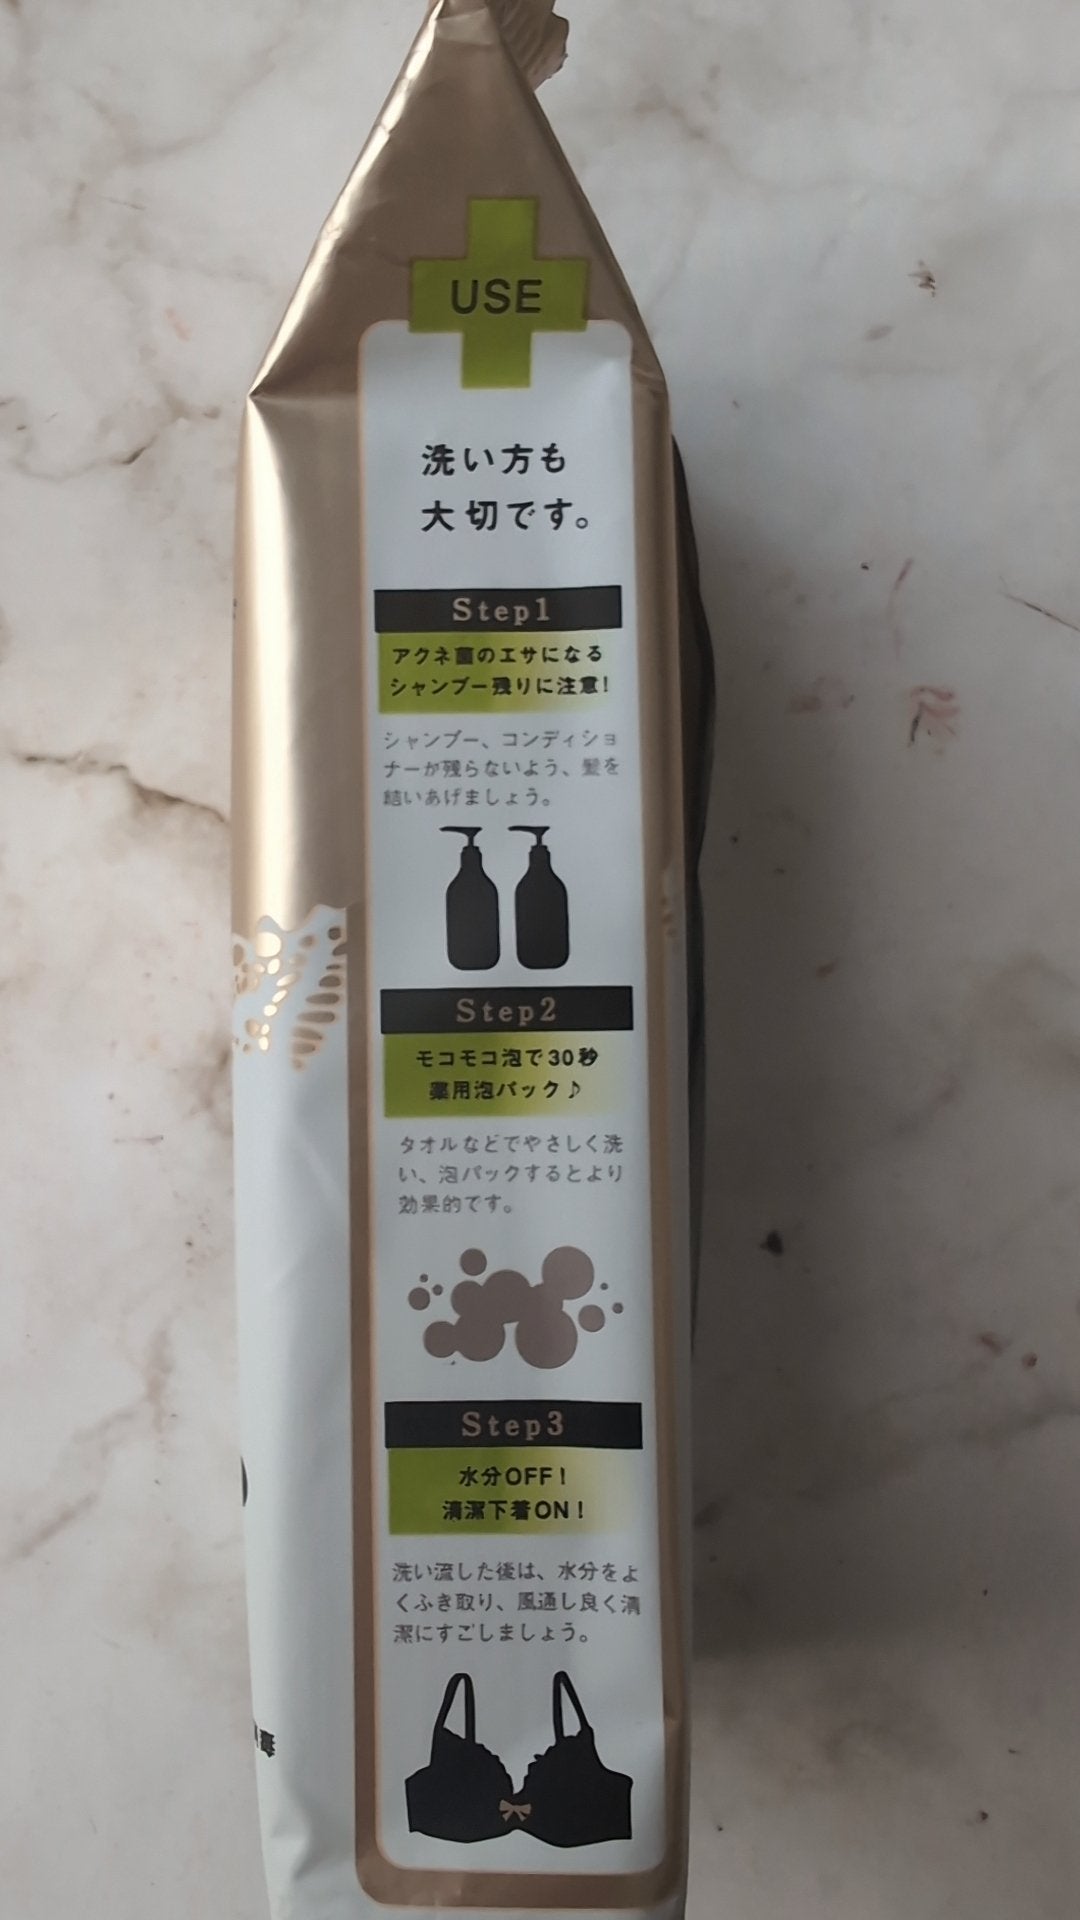 USE
洗い方も
大切です。
Step1
アクネ菌のエサになる
シャンプー残りに注意!
シャンプー、コンディショ
ナーが残らないよう、髪を
結いあげましょう。
Step2
モコモコ泡で30秒
薬用泡パック♪
タオルなどでやさしく洗
い、泡パックするとより
効果的です。
Step3
水分OFF!
清潔下着ON!
洗い流した後は、水分をよ
くふき取り、風通し良く清
潔にすごしましょう。
毒